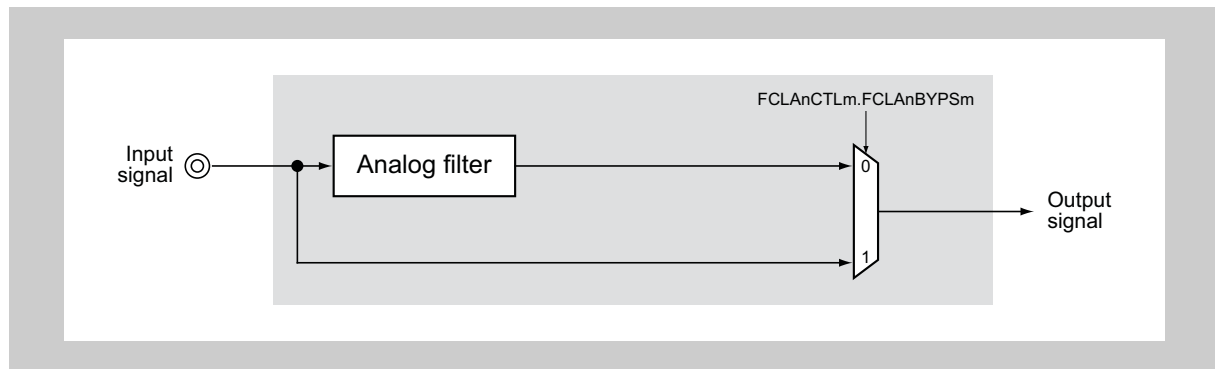 FCLAnCTLm.FCLAnBYPSm
Input
signal
Analog filter
0
Output
signal
1